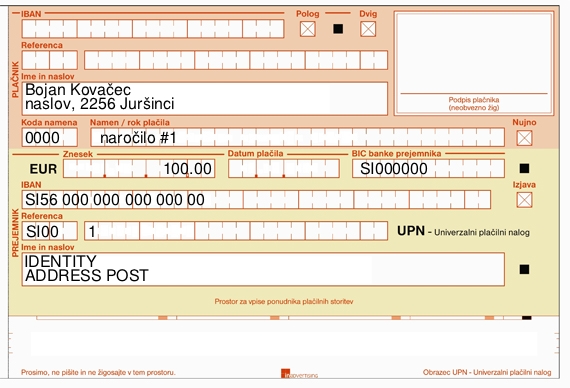 IBAN
Polog
Dvig
Referenca
PLAČNIK
Ime in naslov
Bojan Kovačec
naslov, 2256 Juršinci
Podpis plačnika
(neobvezno žig)
Koda namena
Namen / rok plačila
Nujno
0000
naročilo #1
Znesek
Datum plačila
BIC banke prejemnika
EUR
100.00
SI000000
IBAN
Izjava
SI56 000 000 000 000 00
PREJEMNIK
Referenca
SI00
1
UPN - Univerzalni plačilni nalog
Ime in naslov
IDENTITY
ADDRESS POST
Prostor za vpise ponudnika plačilnih storitev
Prosimo, ne pišite in ne žigosajte v tem prostoru.
Obrazec UPN - Univerzalni plačilni nalog